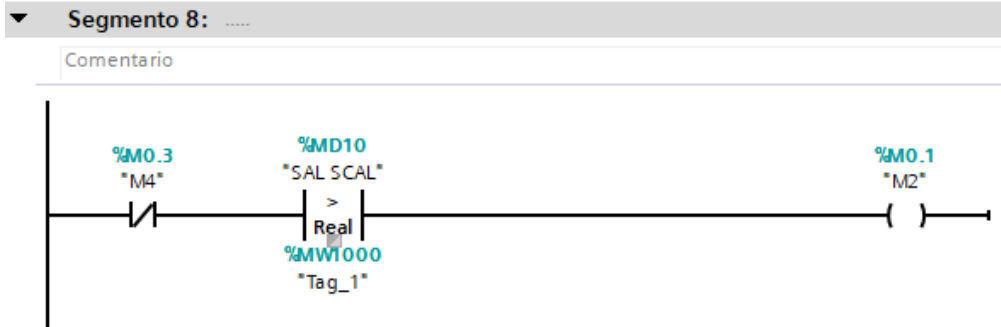 Segmento 8: .....
Comentario
%M0.3
"M4"
%MD10
"SAL SCAL"
>
Real
%MW1000
"Tag_1"
%M0.1
"M2"